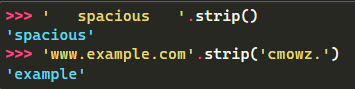 >>> '   spacious   '.strip()
'spacious'
>>> 'www.example.com'.strip('cmowz.')
'example'